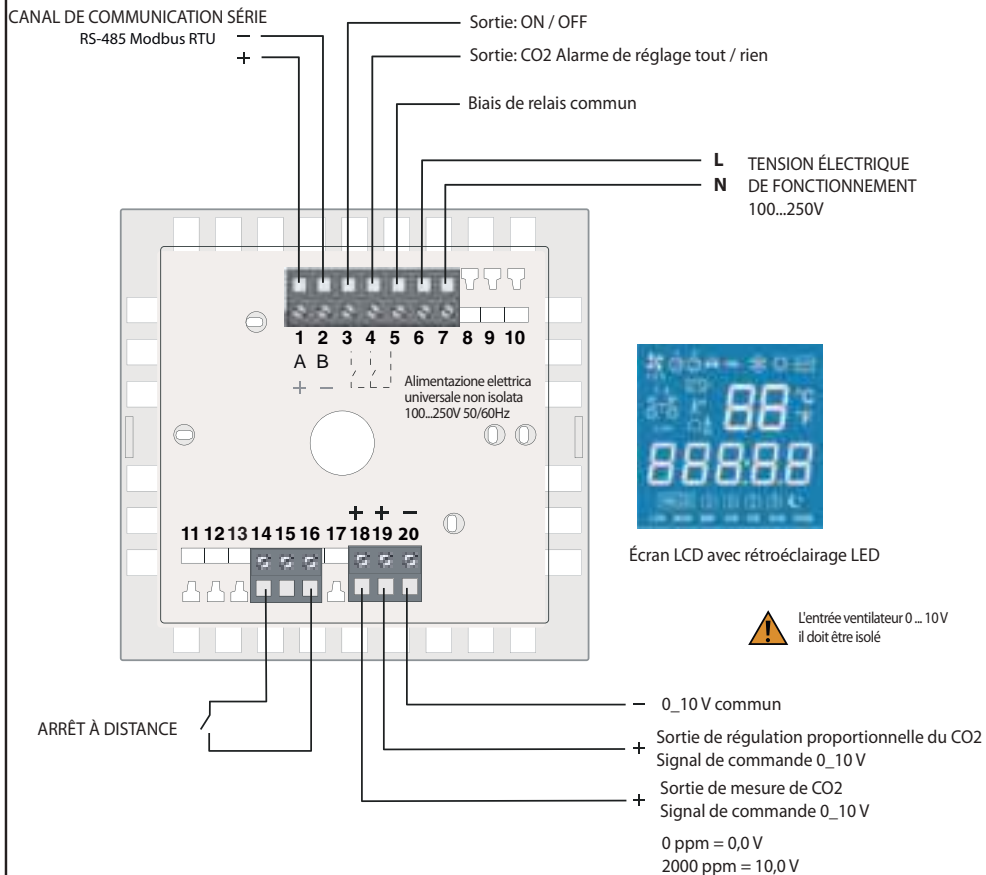 CANAL DE COMMUNICATION SÉRIE
RS-485 Modbus RTU −
+
Sortie: ON / OFF
Sortie: CO2 Alarme de réglage tout / rien
Biais de relais commun
L TENSION ÉLECTRIQUE
N DE FONCTIONNEMENT
100...250V
1 2 3 4 5 6 7 8 9 10
A B
+ −
Alimentazione elettrica
universale non isolata
100...250V 50/60Hz
88 °C
°F
88:88:8
Écran LCD avec rétroéclairage LED
+ + −
11 12 13 14 15 16 17 18 19 20
L'entrée ventilateur 0 ... 10 V
il doit être isolé
ARRÊT À DISTANCE
− 0_10 V commun
+ Sortie de régulation proportionnelle du CO2
Signal de commande 0_10 V
+ Sortie de mesure de CO2
Signal de commande 0_10 V
0 ppm = 0,0 V
2000 ppm = 10,0 V